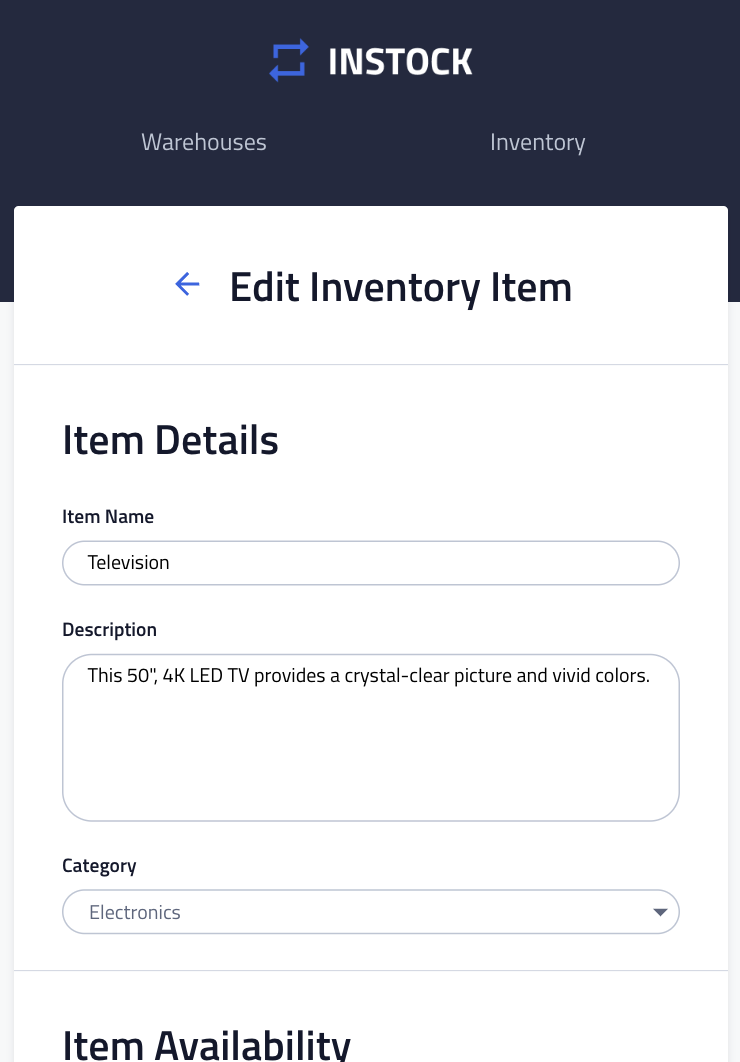 INSTOCK
Warehouses Inventory
Edit Inventory Item
Item Details
Item Name
Television
Description
This 50", 4K LED TV provides a crystal-clear picture and vivid colors.
Category
Electronics
Item Availability